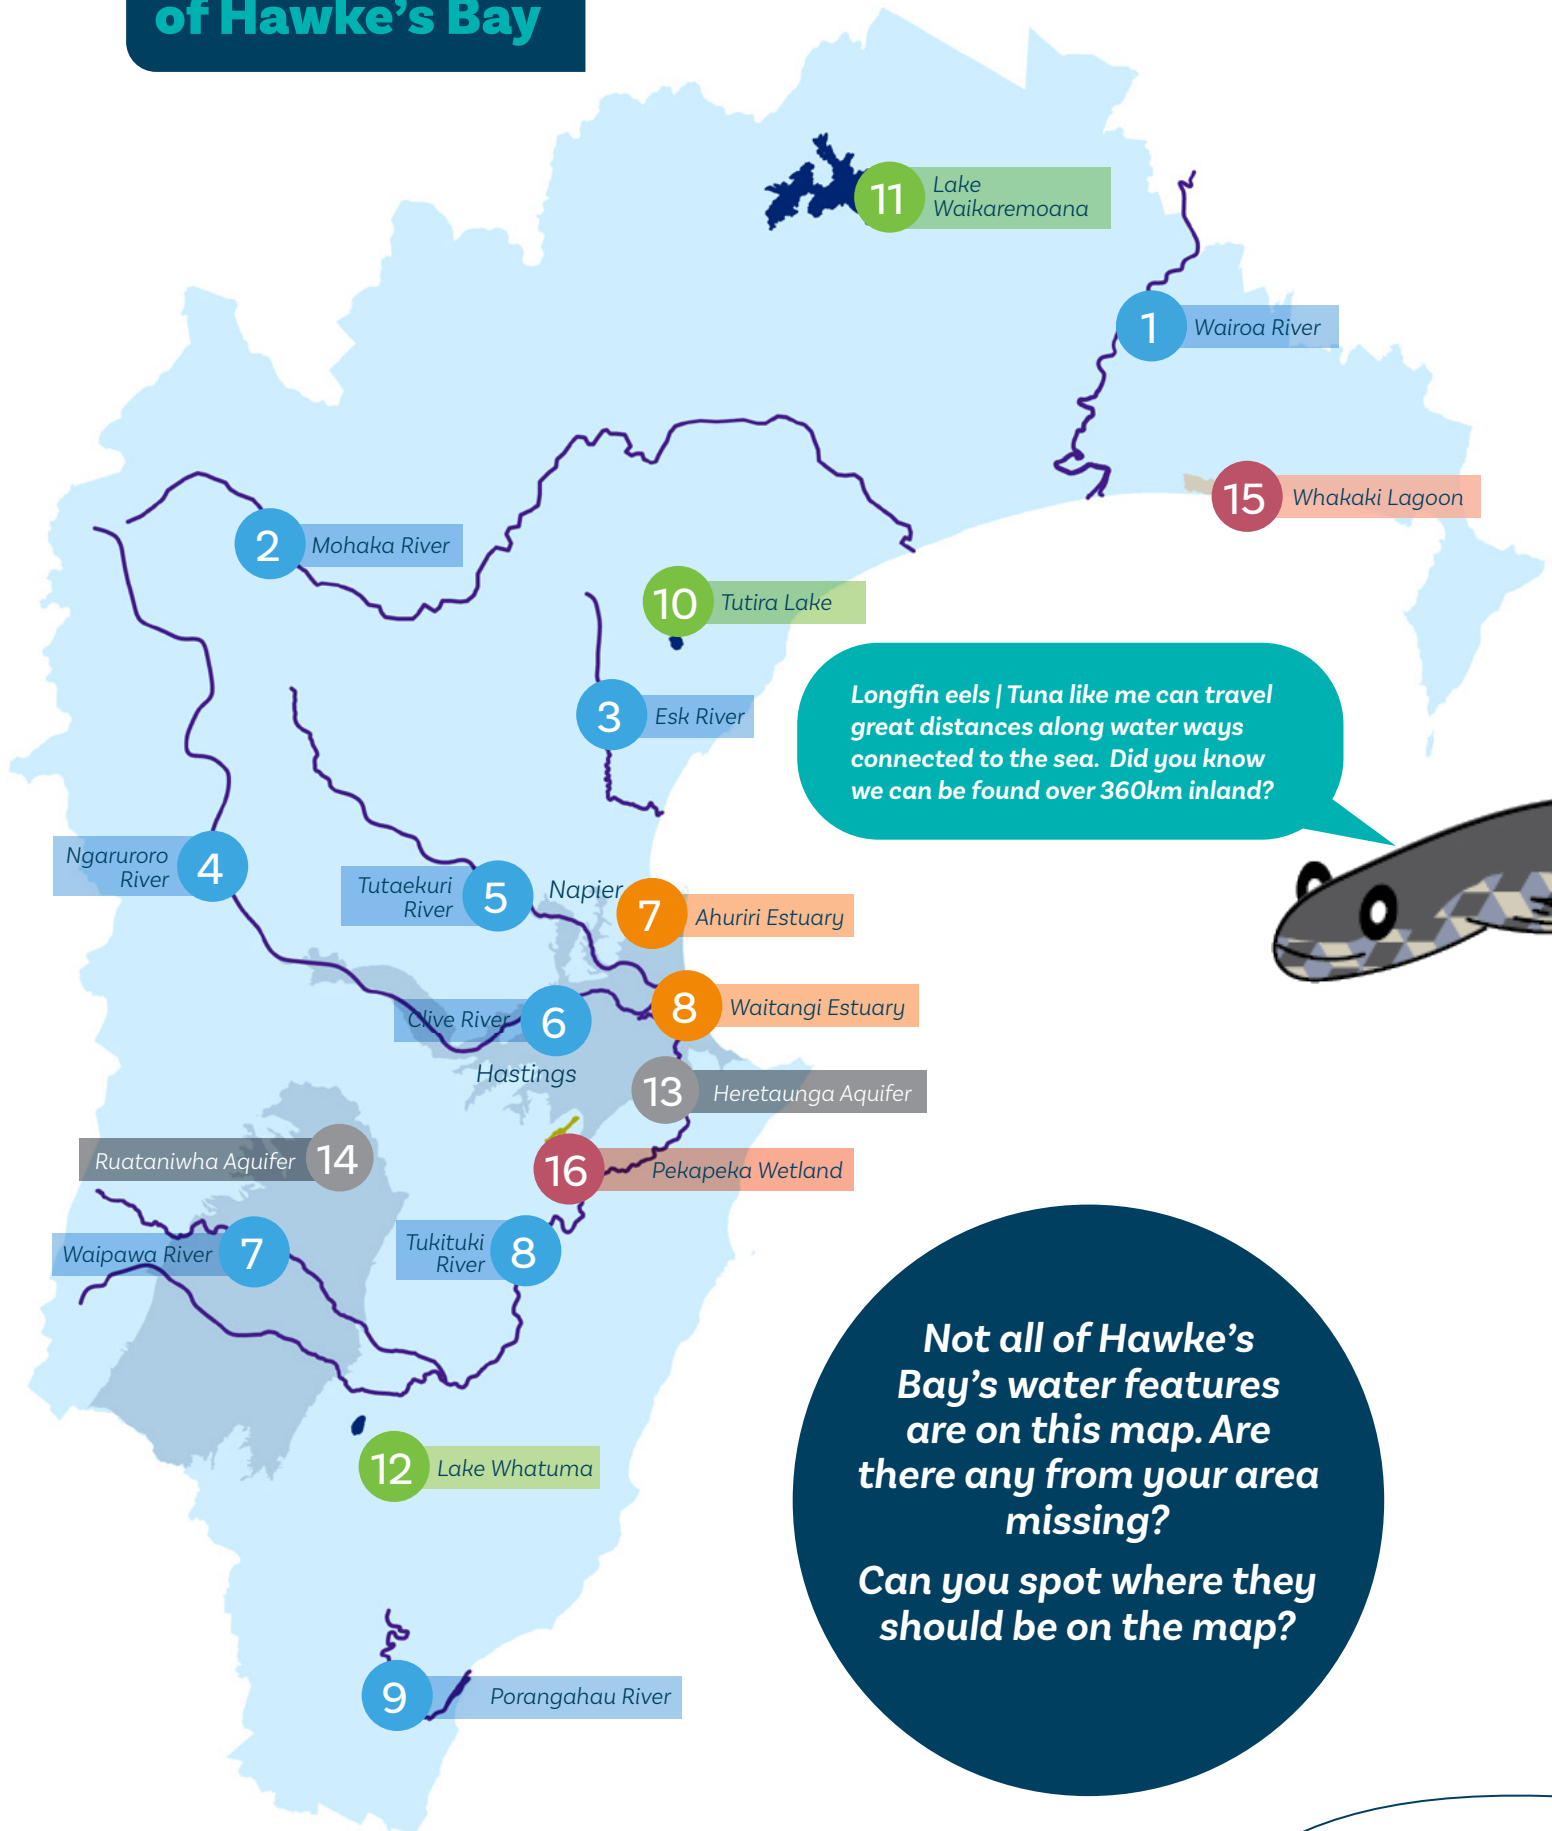 of Hawke's Bay
11
Lake
Waikaremoana
1
Wairoa River
15
Whakaki Lagoon
2
Mohaka River
10
Tutira Lake
3
Esk River
Longfin eels | Tuna like me can travel
great distances along water ways
connected to the sea.  Did you know
we can be found over 360km inland?
Ngaruroro
River
4
Tutaekuri
River
5
Napier
7
Ahuriri Estuary
Clive River
6
8
Waitangi Estuary
Hastings
13
Heretaunga Aquifer
Ruataniwha Aquifer
14
16
Pekapeka Wetland
Waipawa River
7
Tukituki
River
8
12
Lake Whatuma
9
Porangahau River
Not all of Hawke's
Bay's water features
are on this map. Are
there any from your area
missing?
Can you spot where they
should be on the map?